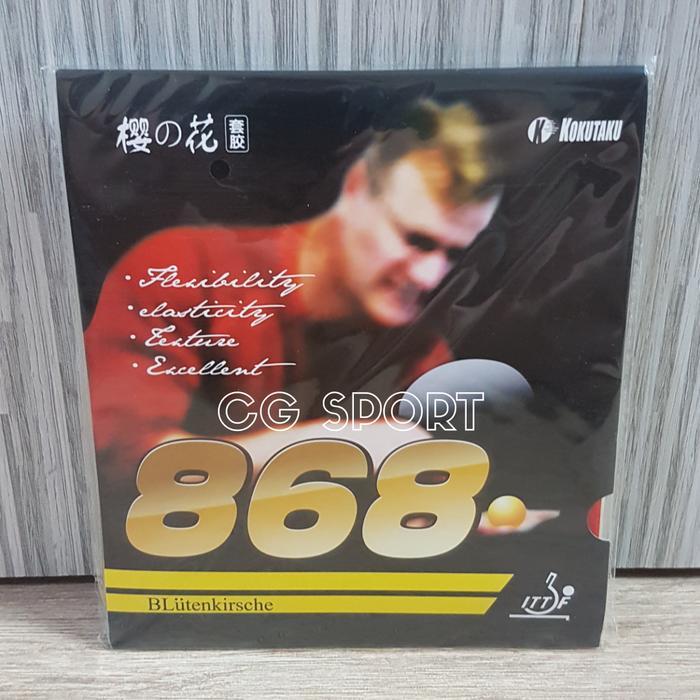 櫻の花 套胶
KOKUTAKU
· Flexibility
· elasticity
· Texture
· Excellent
CG SPORT
868
BLütenkirsche
ITTF